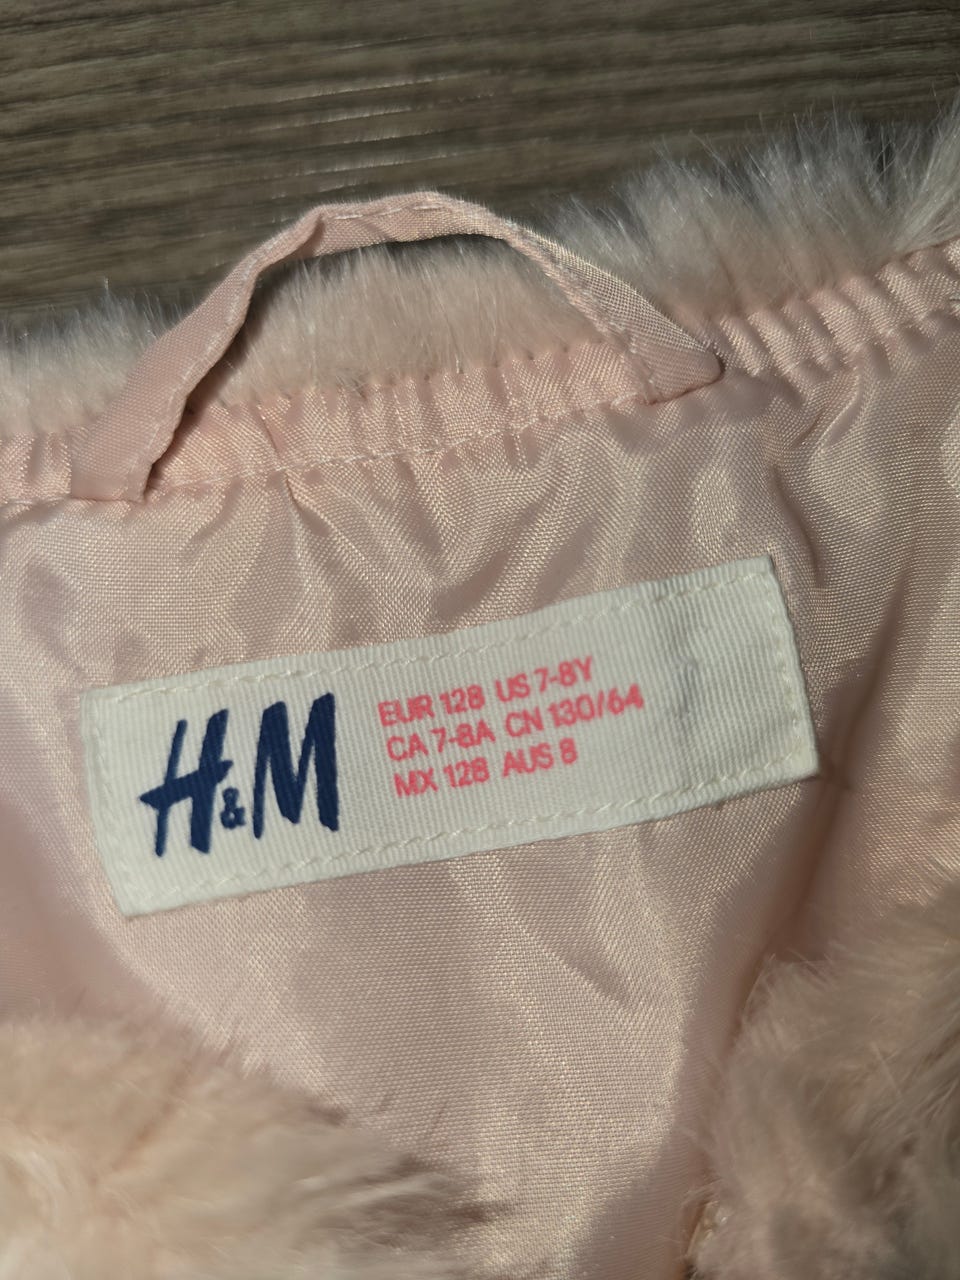 H&M
EUR 128 US 7-8Y
CA 7-8A CN 130/64
MX 128 AUS 8